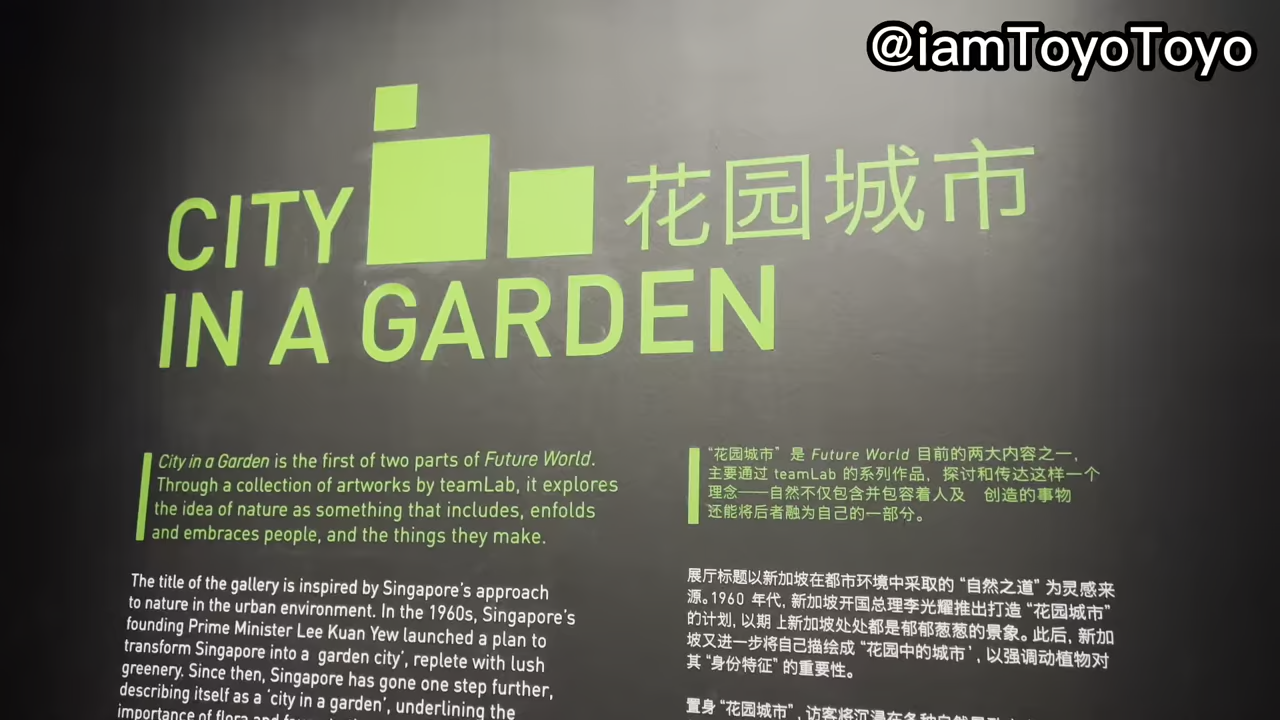 @iamToyoToyo
CITY
花园城市
IN A GARDEN
City in a Garden is the first of two parts of Future World.
Through a collection of artworks by teamLab, it explores
the idea of nature as something that includes, enfolds
and embraces people, and the things they make.
The title of the gallery is inspired by Singapore's approach
to nature in the urban environment. In the 1960s, Singapore's
founding Prime Minister Lee Kuan Yew launched a plan to
transform Singapore into a garden city', replete with lush
greenery. Since then, Singapore has gone one step further,
describing itself as a 'city in a garden', underlining the
importance of flora and
“花园城市”是 Future World 目前的两大内容之一,
主要通过 teamLab 的系列作品, 探讨和传达这样一个
理念——自然不仅包含并包容着人及 创造的事物
还能将后者融为自己的一部分。
展厅标题以新加坡在都市环境中采取的“自然之道”为灵感来
源。1960 年代, 新加坡开国总理李光耀推出打造“花园城市”
的计划, 以期上新加坡处处都是郁郁葱葱的景象。此后, 新加
坡又进一步将自己描绘成“花园中的城市', 以强调动植物对
其“身份特征”的重要性。
置身“花园城市”, 访客将沉浸在各种自然